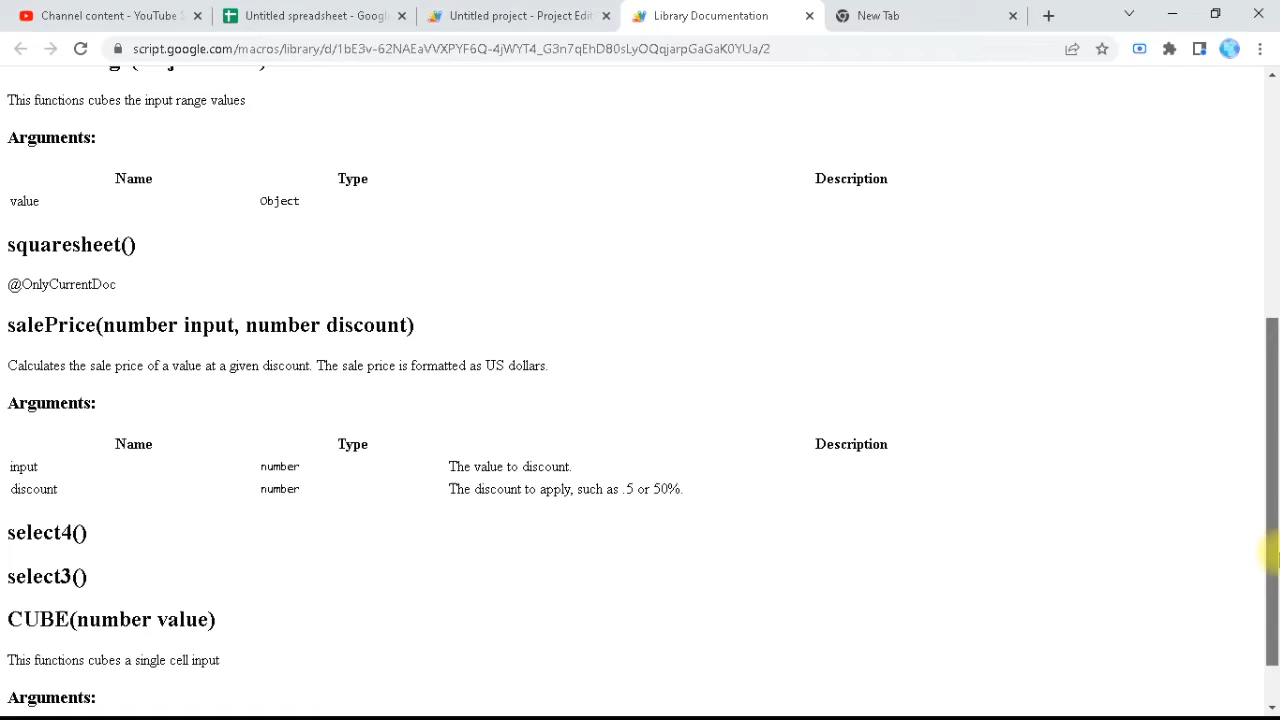 Channel content - YouTube S
Untitled spreadsheet - Google
Untitled project - Project Edit
Library Documentation
New Tab
script.google.com/macros/library/d/1bE3v-62NAEaVVXPYF6Q-4jWYT4_G3n7qEhD80sLyOQqjarpGaGaK0YUa/2
This functions cubes the input range values
Arguments:
Name Type Description
value Object
squaresheet()
@OnlyCurrentDoc
salePrice(number input, number discount)
Calculates the sale price of a value at a given discount. The sale price is formatted as US dollars.
Arguments:
Name Type Description
input number The value to discount.
discount number The discount to apply, such as .5 or 50%.
select4()
select3()
CUBE(number value)
This functions cubes a single cell input
Arguments: